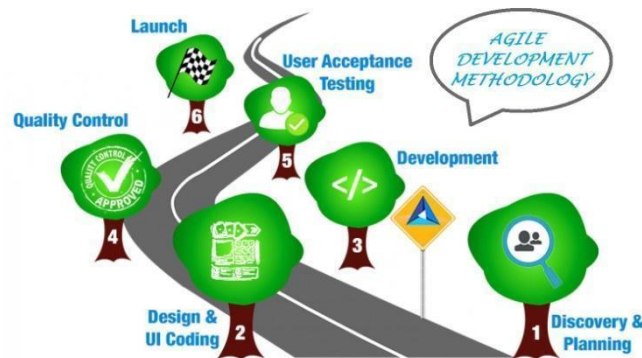 AGILE
DEVELOPMENT
METHODOLOGY
Launch
6
User Acceptance
Testing
5
Quality Control
QUALITY CONTROL
APPROVED
4
Development
</>
3
Design &
UI Coding
2
Discovery &
Planning
1